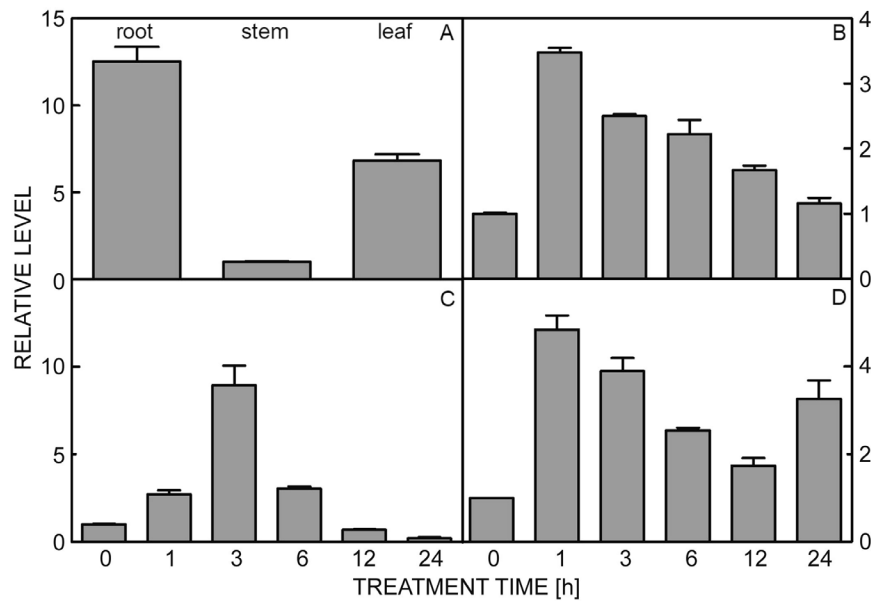 15
10
5
0
root stem leaf A
B
4
3
2
1
0
RELATIVE LEVEL
10
5
0
C
D
4
2
0
0 1 3 6 12 24
0 1 3 6 12 24
TREATMENT TIME [h]